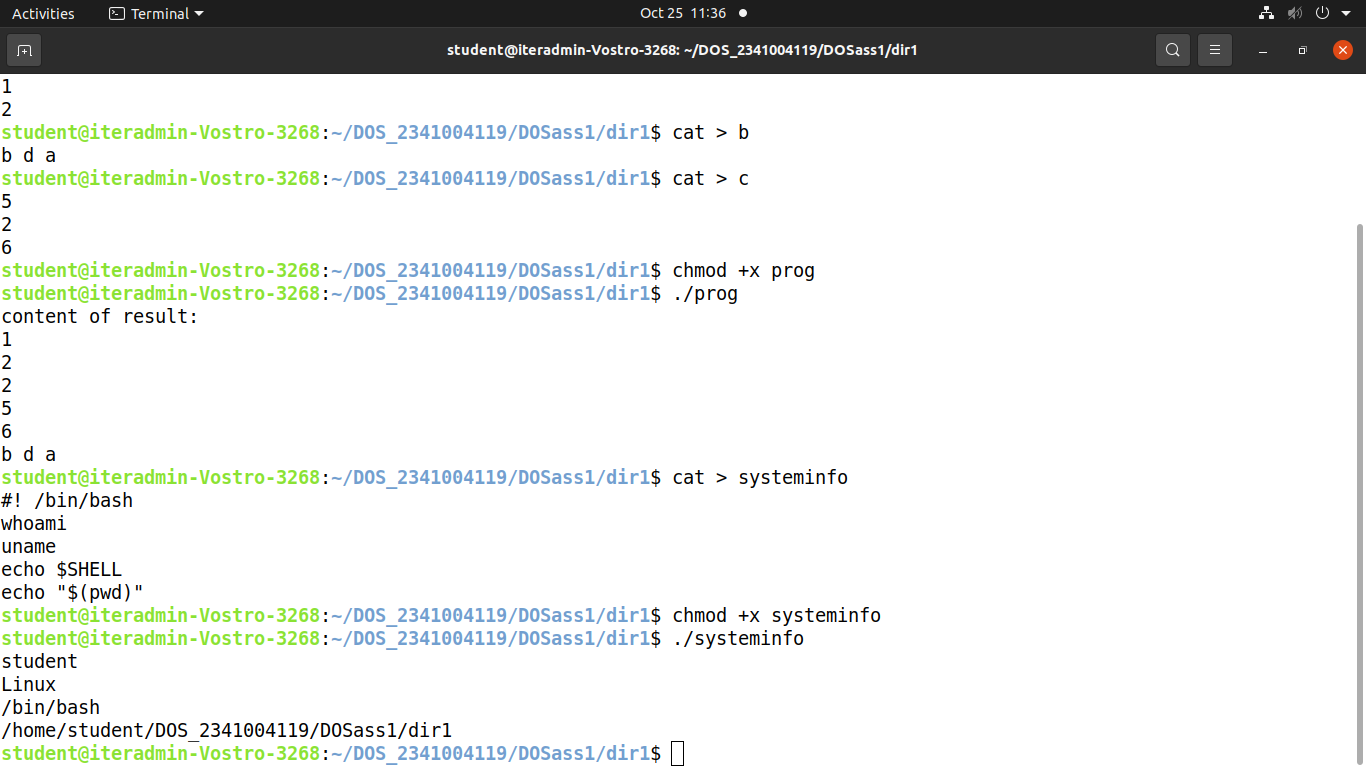 Activities Terminal Oct 25 11:36
student@iteradmin-Vostro-3268: ~/DOS_2341004119/DOSass1/dir1
1
2
student@iteradmin-Vostro-3268:~/DOS_2341004119/DOSass1/dir1$ cat > b
b d a
student@iteradmin-Vostro-3268:~/DOS_2341004119/DOSass1/dir1$ cat > c
5
2
6
student@iteradmin-Vostro-3268:~/DOS_2341004119/DOSass1/dir1$ chmod +x prog
student@iteradmin-Vostro-3268:~/DOS_2341004119/DOSass1/dir1$ ./prog
content of result:
1
2
2
5
6
b d a
student@iteradmin-Vostro-3268:~/DOS_2341004119/DOSass1/dir1$ cat > systeminfo
#! /bin/bash
whoami
uname
echo $SHELL
echo "$(pwd)"
student@iteradmin-Vostro-3268:~/DOS_2341004119/DOSass1/dir1$ chmod +x systeminfo
student@iteradmin-Vostro-3268:~/DOS_2341004119/DOSass1/dir1$ ./systeminfo
student
Linux
/bin/bash
/home/student/DOS_2341004119/DOSass1/dir1
student@iteradmin-Vostro-3268:~/DOS_2341004119/DOSass1/dir1$